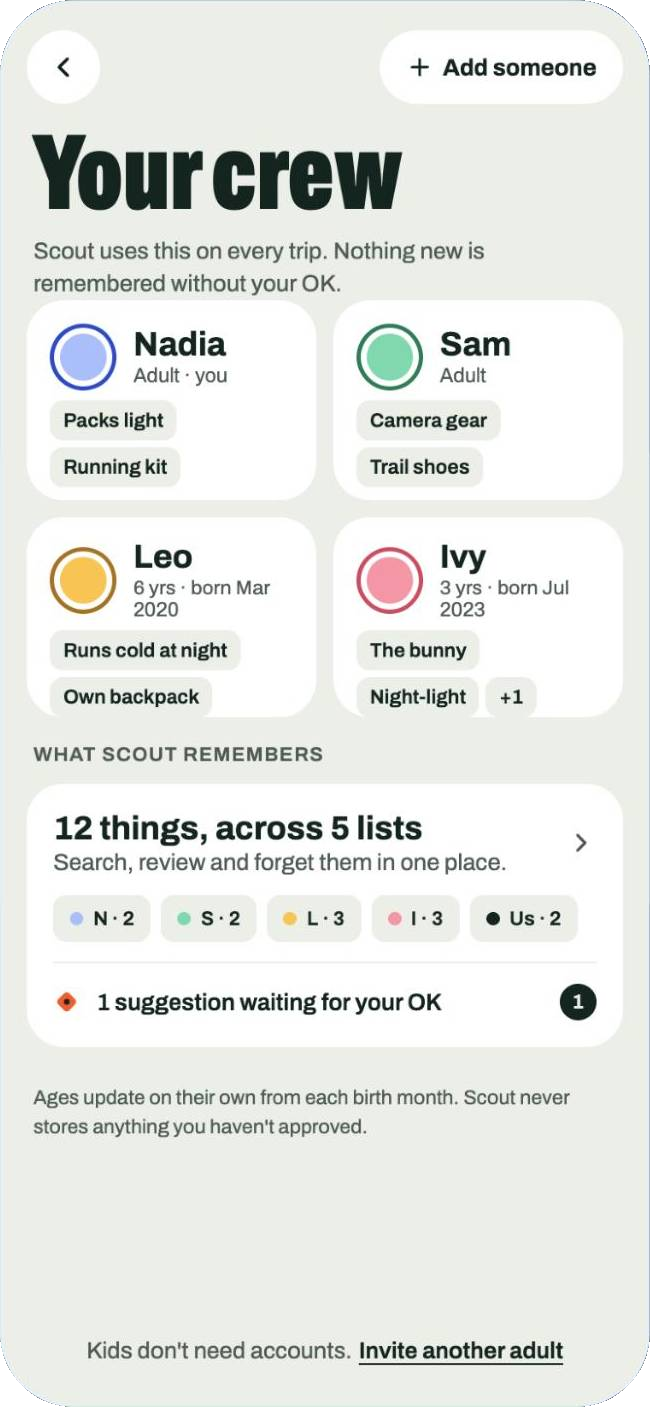 + Add someone
Your crew
Scout uses this on every trip. Nothing new is
remembered without your OK.
Nadia
Adult · you
Packs light
Running kit
Sam
Adult
Camera gear
Trail shoes
Leo
6 yrs · born Mar
2020
Runs cold at night
Own backpack
Ivy
3 yrs · born Jul
2023
The bunny
Night-light +1
WHAT SCOUT REMEMBERS
12 things, across 5 lists
Search, review and forget them in one place.
N · 2 S · 2 L · 3 I · 3 Us · 2
1 suggestion waiting for your OK 1
Ages update on their own from each birth month. Scout never
stores anything you haven't approved.
Kids don't need accounts. Invite another adult